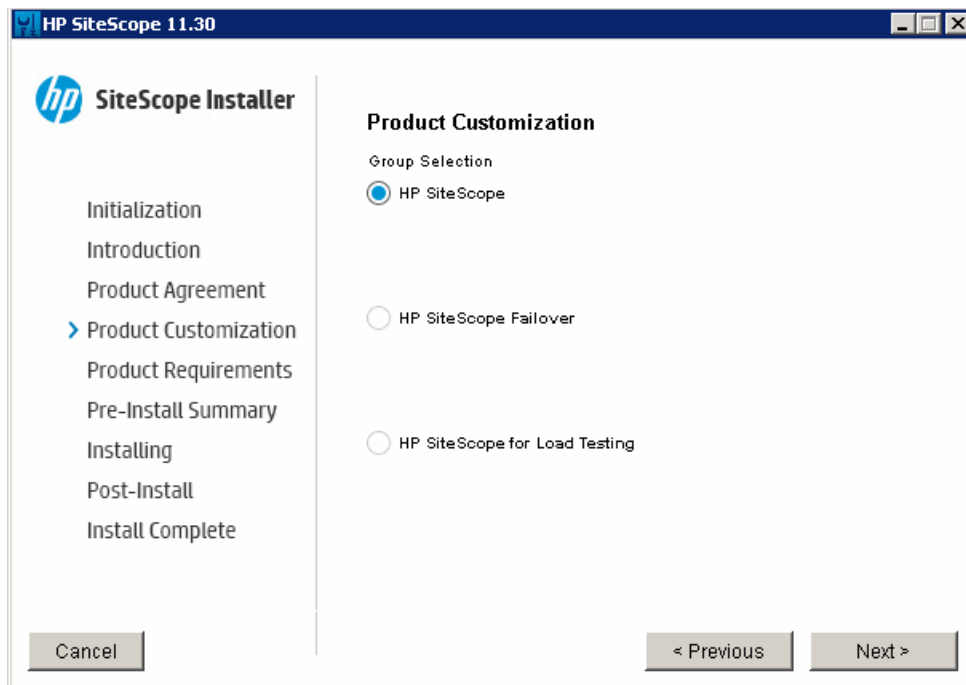 HP SiteScope 11.30
hp SiteScope Installer
Initialization
Introduction
Product Agreement
Product Customization
Product Requirements
Pre-Install Summary
Installing
Post-Install
Install Complete
Product Customization
Group Selection
HP SiteScope
HP SiteScope Failover
HP SiteScope for Load Testing
Cancel
< Previous
Next >